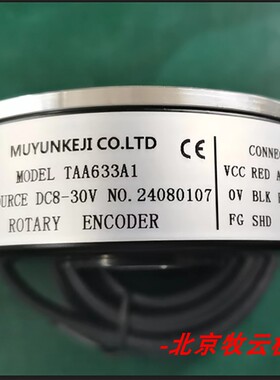 MUYUNKEJI CO.LTD
CE
MODEL TAA633A1
OURCE DC8-30V NO.24080107
ROTARY ENCODER
CONNE
VCC RED A
0V BLK
FG SHD
-北京牧云